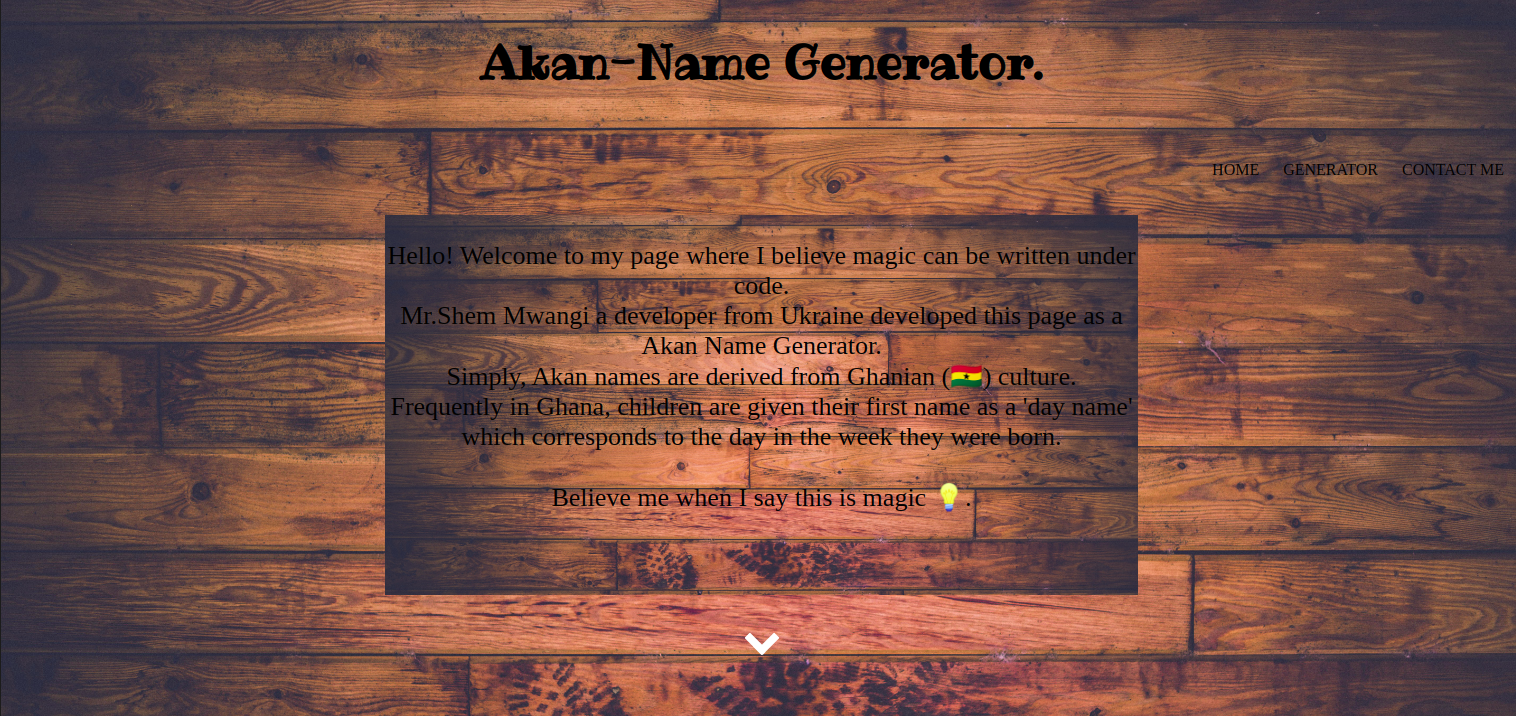 Akan-Name Generator.
HOME GENERATOR CONTACT ME
Hello! Welcome to my page where I believe magic can be written under
code.
Mr.Shem Mwangi a developer from Ukraine developed this page as a
Akan Name Generator.
Simply, Akan names are derived from Ghanian (🇬🇭) culture.
Frequently in Ghana, children are given their first name as a 'day name'
which corresponds to the day in the week they were born.
Believe me when I say this is magic 💡.